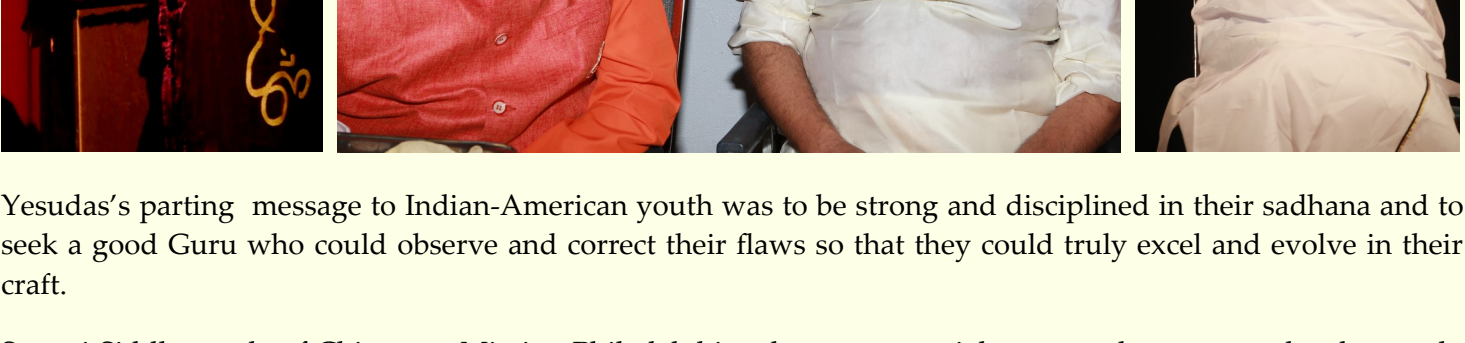 Yesudas’s parting  message to Indian-American youth was to be strong and disciplined in their sadhana and to
seek a good Guru who could observe and correct their flaws so that they could truly excel and evolve in their
craft.